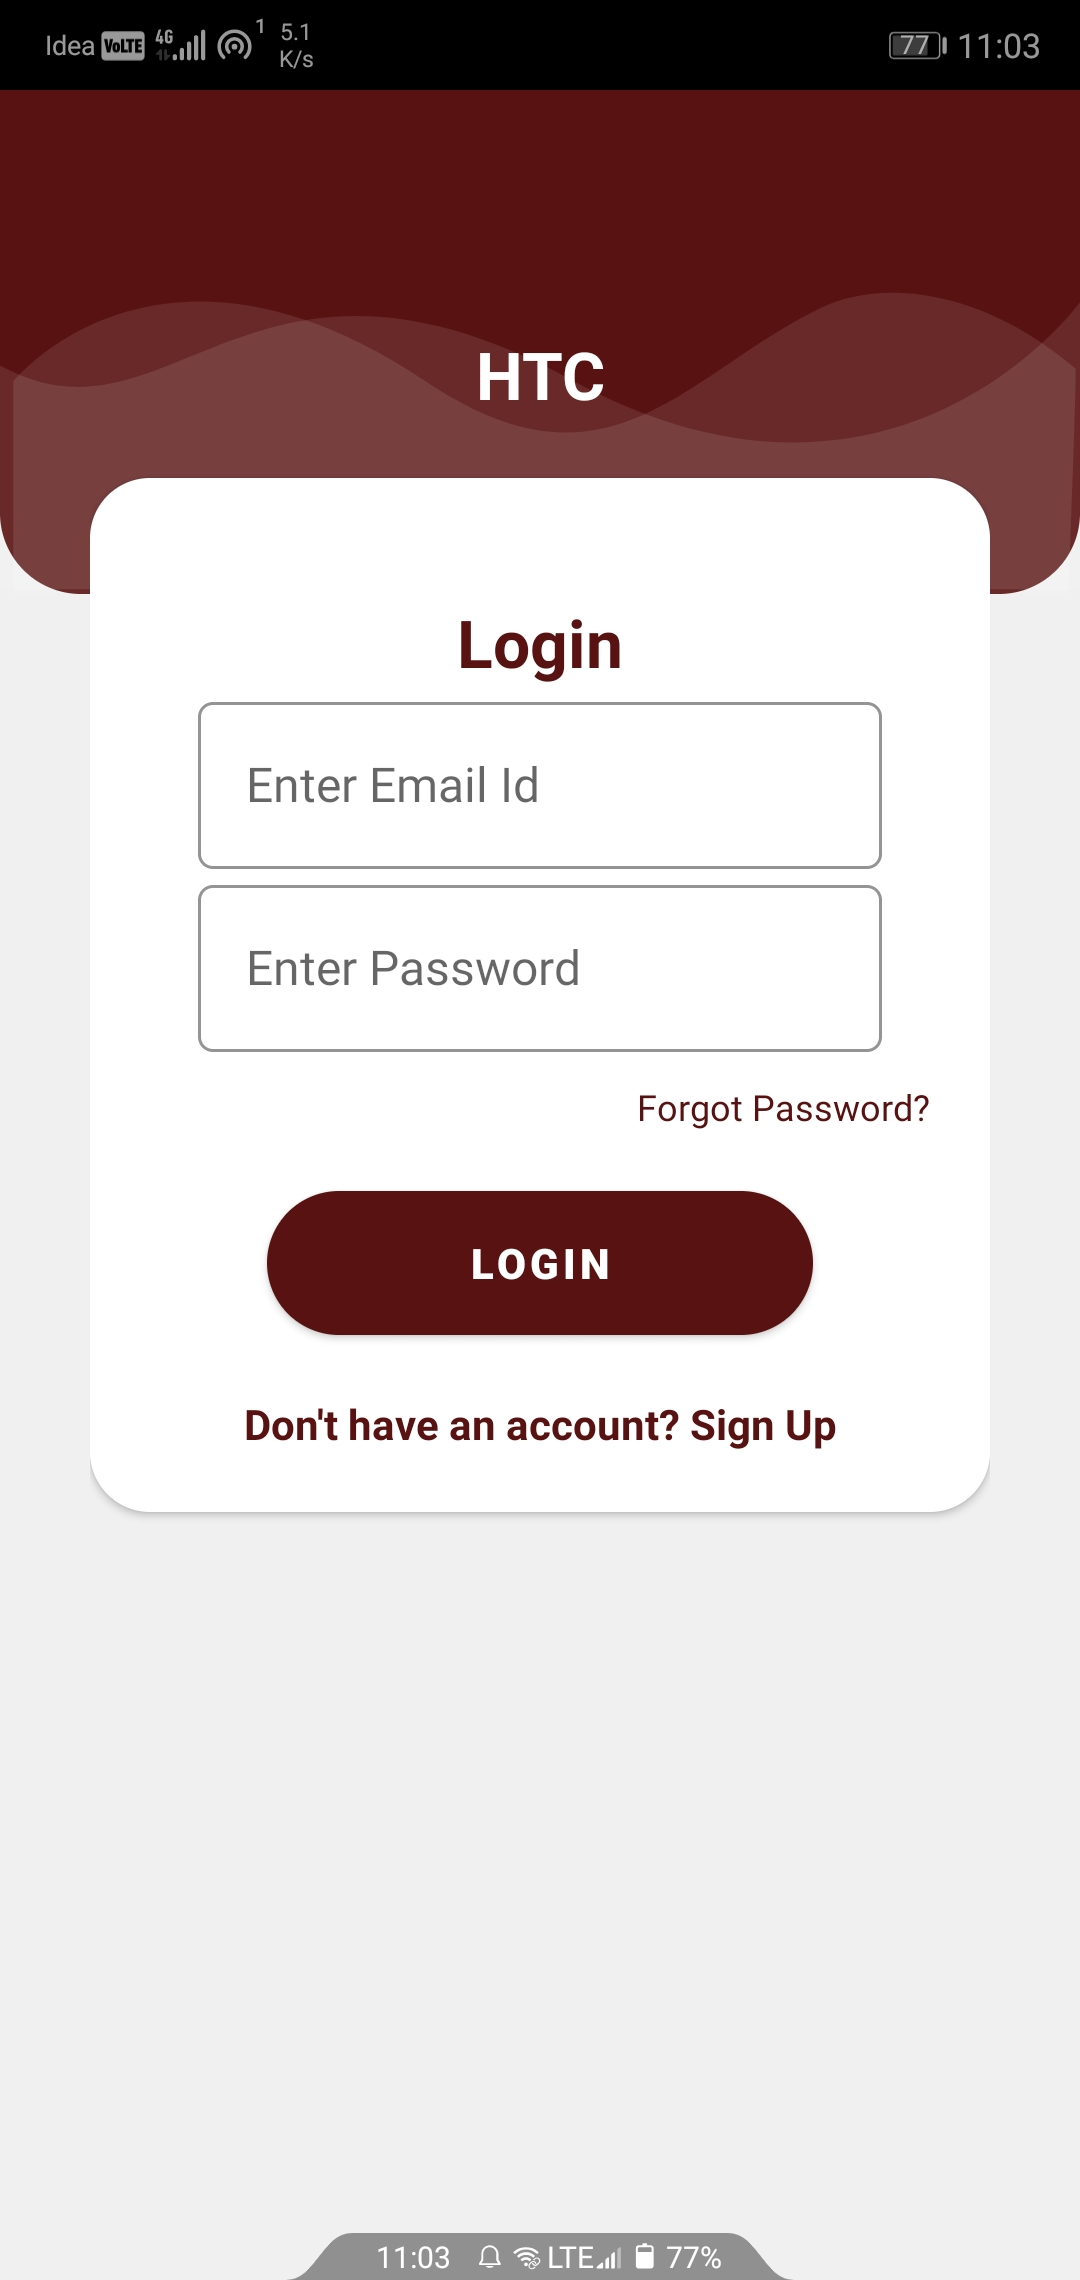 Idea VoLTE 4G 1 5.1 K/s 77 11:03
HTC
Login
Enter Email Id
Enter Password
Forgot Password?
LOGIN
Don't have an account? Sign Up
11:03 LTE 77%